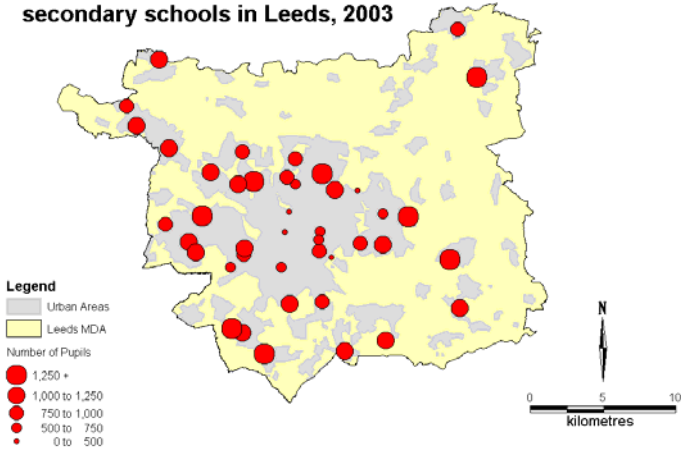 secondary schools in Leeds, 2003
Legend
Urban Areas
Leeds MDA
Number of Pupils
1,250 +
1,000 to 1,250
750 to 1,000
500 to 750
0 to 500
N
0 5 10
kilometres